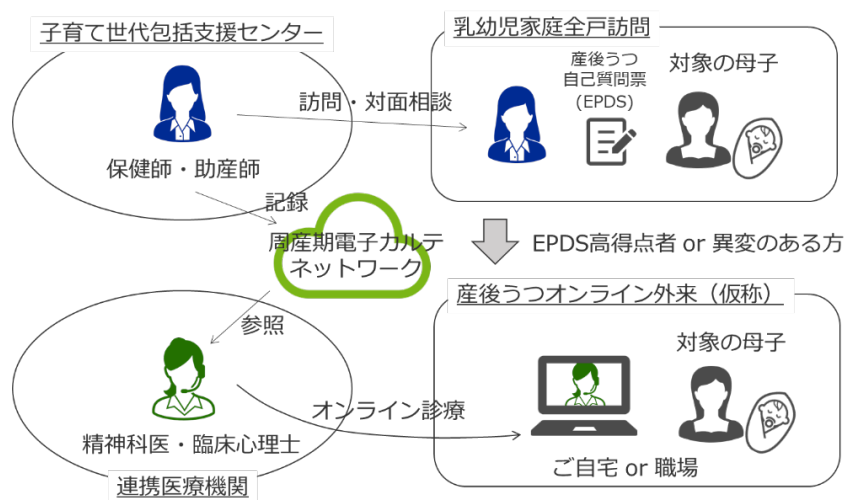 子育て世代包括支援センター
保健師・助産師
訪問・対面相談
乳幼児家庭全戸訪問
産後うつ
自己質問票
(EPDS)
対象の母子
記録
周産期電子カルテ
ネットワーク
EPDS高得点者 or 異変のある方
参照
精神科医・臨床心理士
連携医療機関
オンライン診療
産後うつオンライン外来（仮称）
対象の母子
ご自宅 or 職場